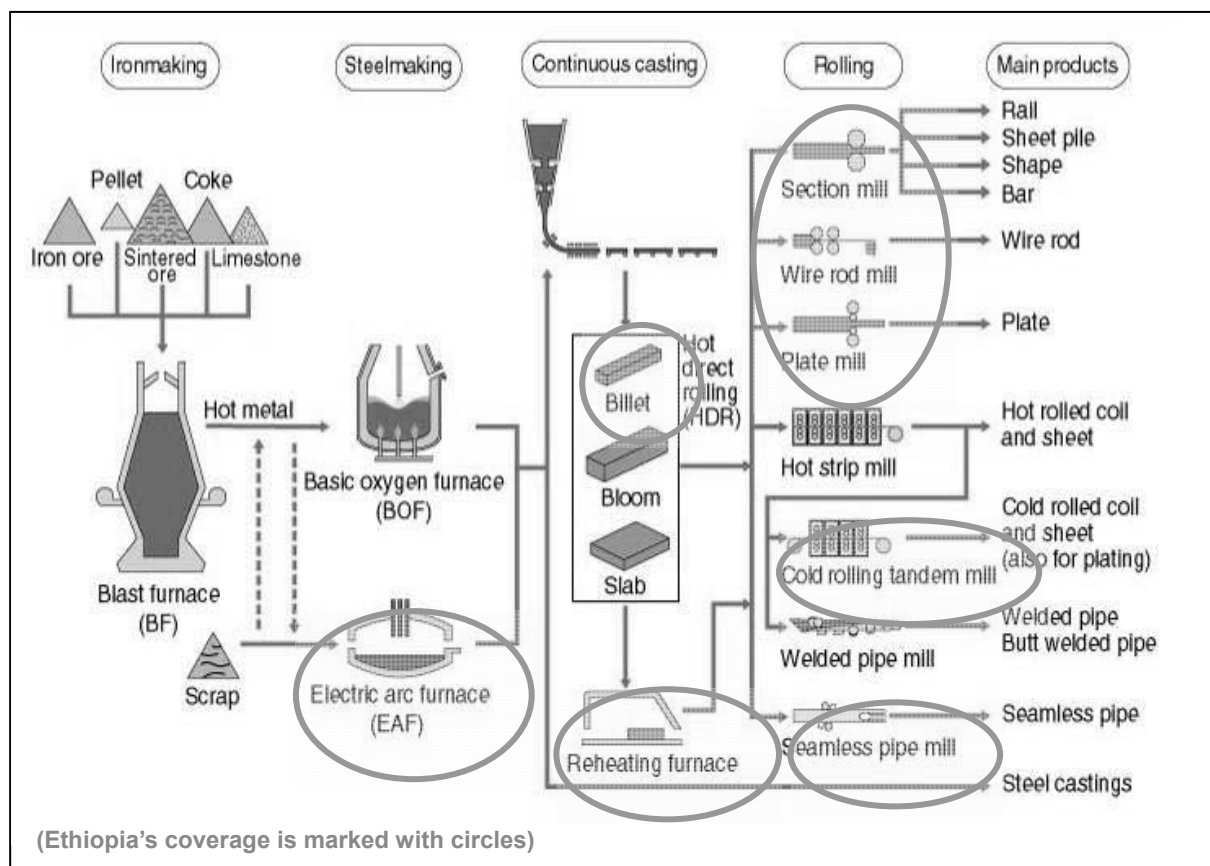 Ironmaking
Steelmaking
Continuous casting
Rolling
Main products
Pellet
Coke
Iron ore
Sintered
ore
Limestone
Hot metal
Blast furnace
(BF)
Scrap
Basic oxygen furnace
(BOF)
Electric arc furnace
(EAF)
Billet
Bloom
Slab
Hot
direct
rolling
(HDR)
Reheating furnace
Section mill
Wire rod mill
Plate mill
Hot strip mill
Cold rolling tandem mill
Welded pipe mill
Seamless pipe mill
Rail
Sheet pile
Shape
Bar
Wire rod
Plate
Hot rolled coil
and sheet
Cold rolled coil
and sheet
(also for plating)
Welded pipe
Butt welded pipe
Seamless pipe
Steel castings
(Ethiopia's coverage is marked with circles)